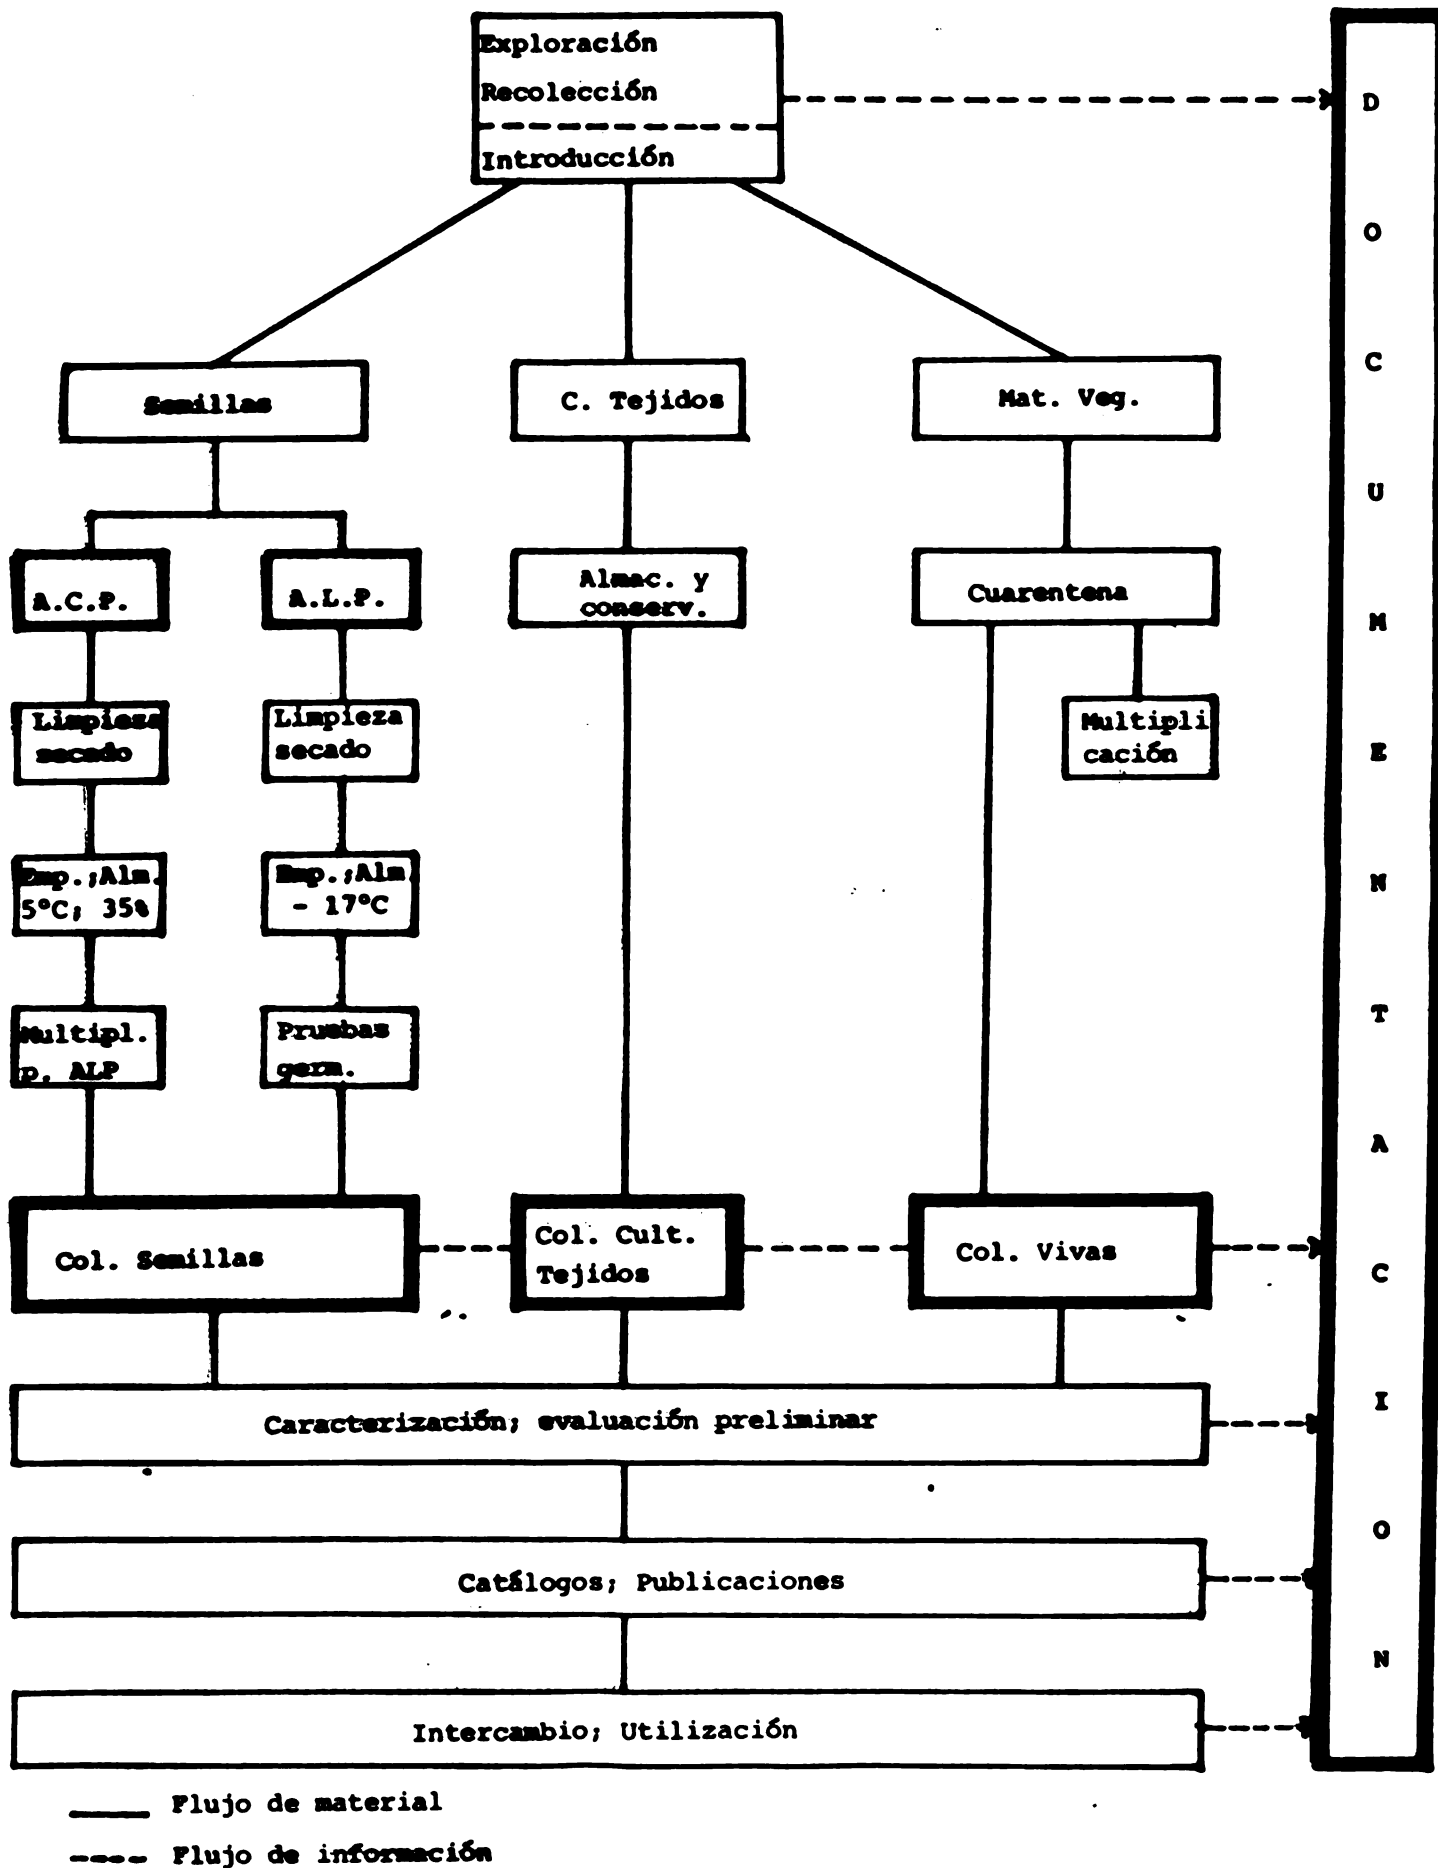 Exploración
Recolección
Introducción
Semillas
C. Tejidos
Mat. Veg.
A.C.P.
A.L.P.
Almac. y
conserv.
Cuarentena
Limpieza
secado
Limpieza
secado
Multipli
cación
Emp.;Alm.
5°C; 35%
Emp.;Alm
- 17°C
Multipl.
p. ALP
Pruebas
germ.
Col. Semillas
Col. Cult.
Tejidos
Col. Vivas
Caracterización; evaluación preliminar
Catálogos; Publicaciones
Intercambio; Utilización
D
O
C
U
M
E
N
T
A
C
I
O
N
Flujo de material
Flujo de información